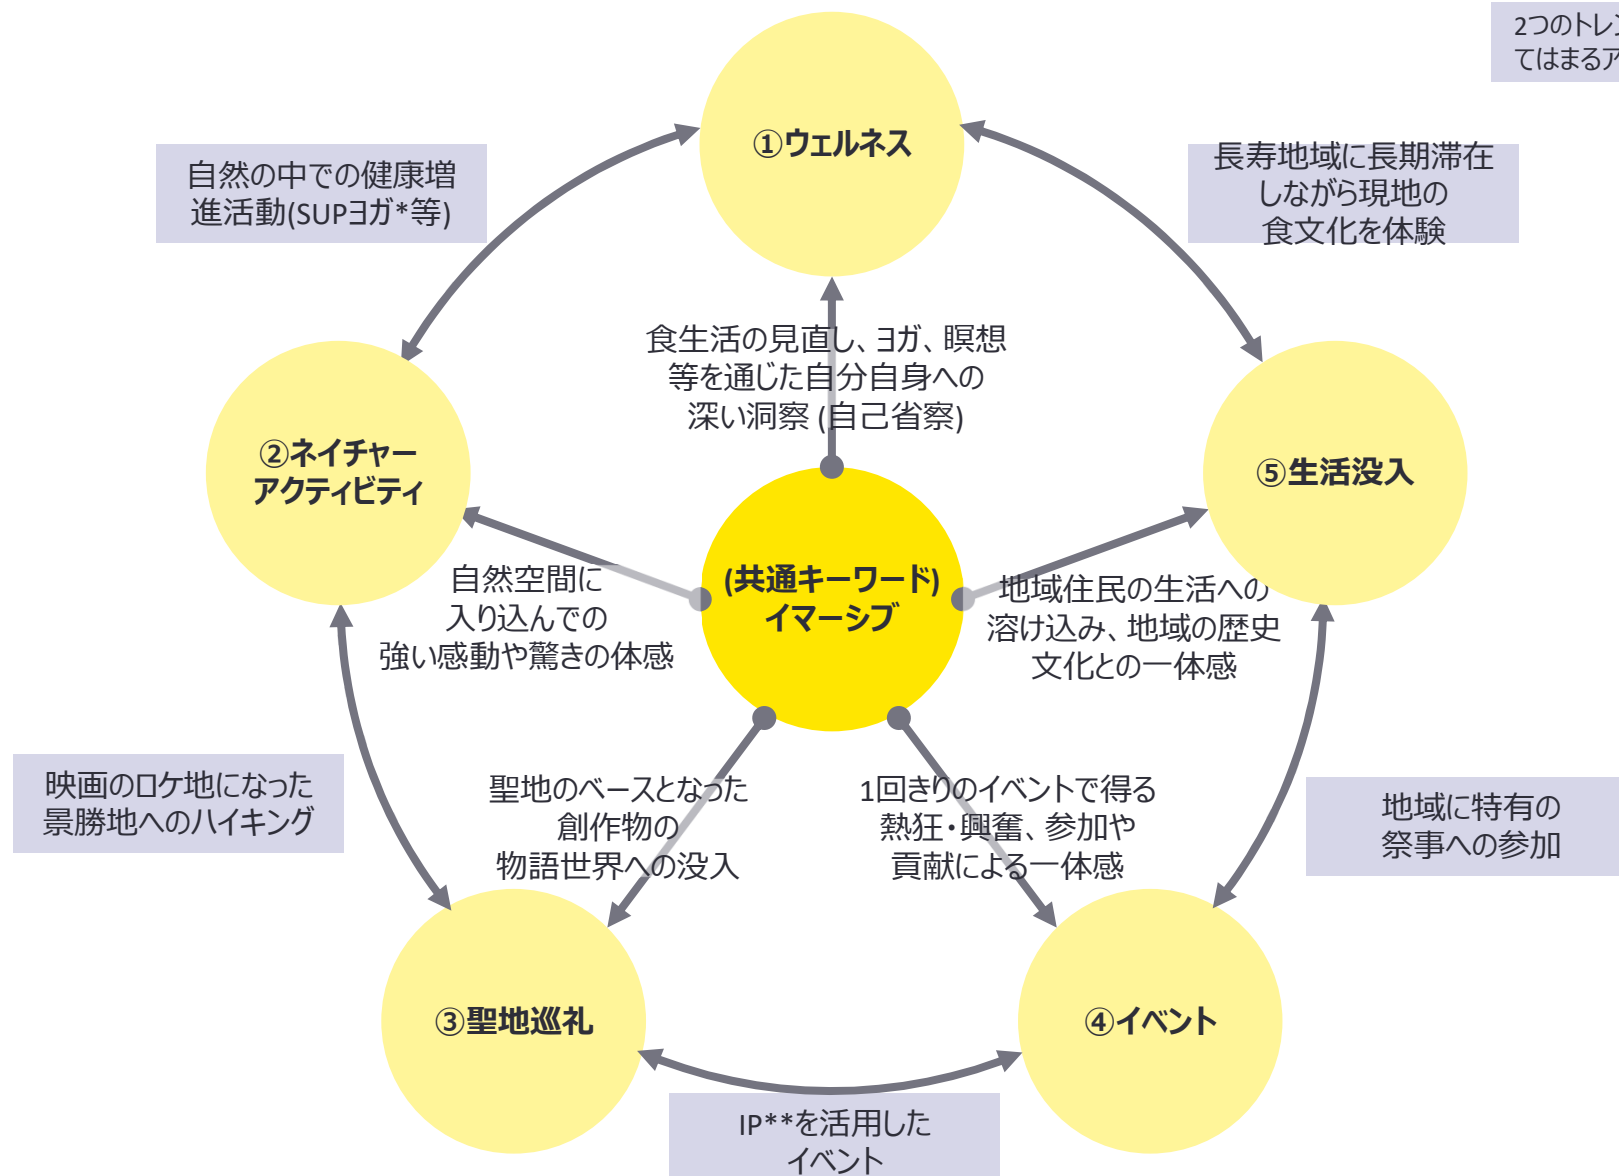 2つのトレン
てはまるア
①ウェルネス
自然の中での健康増
進活動(SUPヨガ*等)
長寿地域に長期滞在
しながら現地の
食文化を体験
食生活の見直し、ヨガ、瞑想
等を通じた自分自身への
深い洞察 (自己省察)
②ネイチャー
アクティビティ
⑤生活没入
(共通キーワード)
イマーシブ
自然空間に
入り込んでの
強い感動や驚きの体感
地域住民の生活への
溶け込み、地域の歴史
文化との一体感
映画のロケ地になった
景勝地へのハイキング
聖地のベースとなった
創作物の
物語世界への没入
1回きりのイベントで得る
熱狂・興奮、参加や
貢献による一体感
地域に特有の
祭事への参加
③聖地巡礼
④イベント
IP**を活用した
イベント